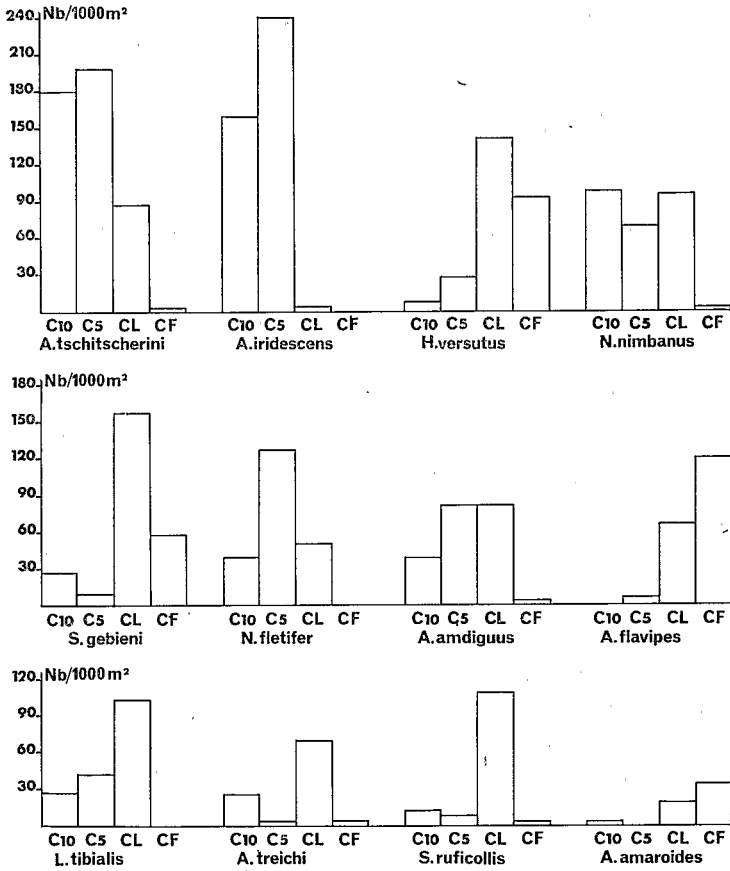 Nb/1000m²
240
210
180
150
120
90
60
30
C10 C5 CL CF C10 C5 CL CF C10 C5 CL CF C10 C5 CL CF
A.tschitscherini A.iridescens H.versutus N.nimbanus
Nb/1000m²
180
150
120
90
60
30
C10 C5 CL CF C10 C5 CL CF C10 C5 CL CF C10 C5 CL CF
S.gebieni N.fletifer A.amdiguus A.flavipes
Nb/1000m²
120
90
60
30
C10 C5 CL CF C10 C5 CL CF C10 C5 CL CF C10 C5 CL CF
L.tibialis A.treichi S.ruficollis A.amaroides